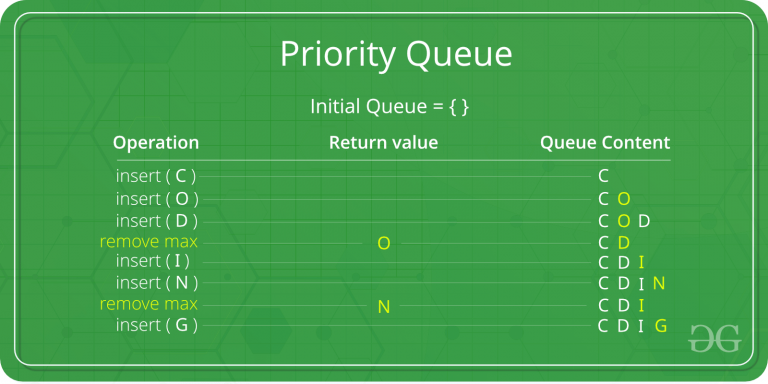 Priority Queue
Initial Queue = { }
Operation Return value Queue Content
insert ( C ) C
insert ( O ) C O
insert ( D ) C O D
remove max O C D
insert ( I ) C D I
insert ( N ) C D I N
remove max N C D I
insert ( G ) C D I G